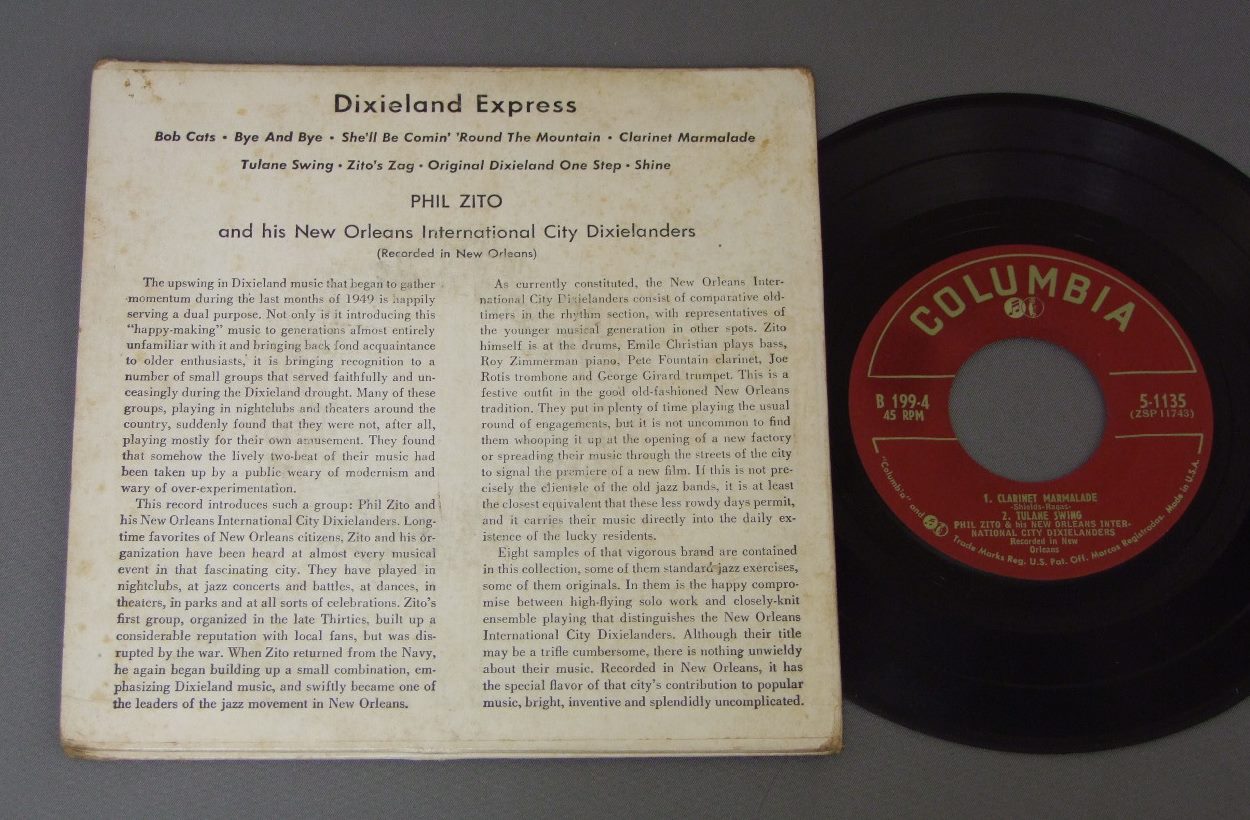 Dixieland Express
Bob Cats • Bye And Bye • She'll Be Comin' 'Round The Mountain • Clarinet Marmalade
Tulane Swing • Zito's Zag • Original Dixieland One Step • Shine
PHIL ZITO
and his New Orleans International City Dixielanders
(Recorded in New Orleans)
The upswing in Dixieland music that began to gather
momentum during the last months of 1949 is happily
serving a dual purpose. Not only is it introducing this
"happy-making" music to generations almost entirely
unfamiliar with it and bringing back fond acquaintance
to older enthusiasts, it is bringing recognition to a
number of small groups that served faithfully and un-
ceasingly during the Dixieland drought. Many of these
groups, playing in nightclubs and theaters around the
country, suddenly found that they were not, after all,
playing mostly for their own amusement. They found
that somehow the lively two-beat of their music had
been taken up by a public weary of modernism and
wary of over-experimentation.
This record introduces such a group: Phil Zito and
his New Orleans International City Dixielanders. Long-
time favorites of New Orleans citizens, Zito and his or-
ganization have been heard at almost every musical
event in that fascinating city. They have played in
nightclubs, at jazz concerts and battles, at dances, in
theaters, in parks and at all sorts of celebrations. Zito's
first group, organized in the late Thirties, built up a
considerable reputation with local fans, but was dis-
rupted by the war. When Zito returned from the Navy,
he again began building up a small combination, em-
phasizing Dixieland music, and swiftly became one of
the leaders of the jazz movement in New Orleans.
As currently constituted, the New Orleans Inter-
national City Dixielanders consist of comparative old-
timers in the rhythm section, with representatives of
the younger musical generation in other spots. Zito
himself is at the drums, Emile Christian plays bass,
Roy Zimmerman piano, Pete Fountain clarinet, Joe
Rotis trombone and George Girard trumpet. This is a
festive outfit in the good old-fashioned New Orleans
tradition. They put in plenty of time playing the usual
round of engagements, but it is not uncommon to find
them whooping it up at the opening of a new factory
or spreading their music through the streets of the city
to signal the premiere of a new film. If this is not pre-
cisely the clientele of the old jazz bands, it is at least
the closest equivalent that these less rowdy days permit,
and it carries their music directly into the daily ex-
istence of the lucky residents.
Eight samples of that vigorous brand are contained
in this collection, some of them standard jazz exercises,
some of them originals. In them is the happy compro-
mise between high-flying solo work and closely-knit
ensemble playing that distinguishes the New Orleans
International City Dixielanders. Although their title
may be a trifle cumbersome, there is nothing unwieldy
about their music. Recorded in New Orleans, it has
the special flavor of that city's contribution to popular
music, bright, inventive and splendidly uncomplicated.
COLUMBIA
B 199-4
45 RPM
5-1135
(ZSP 11743)
1. CLARINET MARMALADE
-Shields-Ragas-
2. TULANE SWING
PHIL ZITO & his NEW ORLEANS INTER-
NATIONAL CITY DIXIELANDERS
Recorded in New
Orleans
"Columbia" and Trade Marks Reg. U.S. Pat. Off. Marcas Registradas. Made in U.S.A.